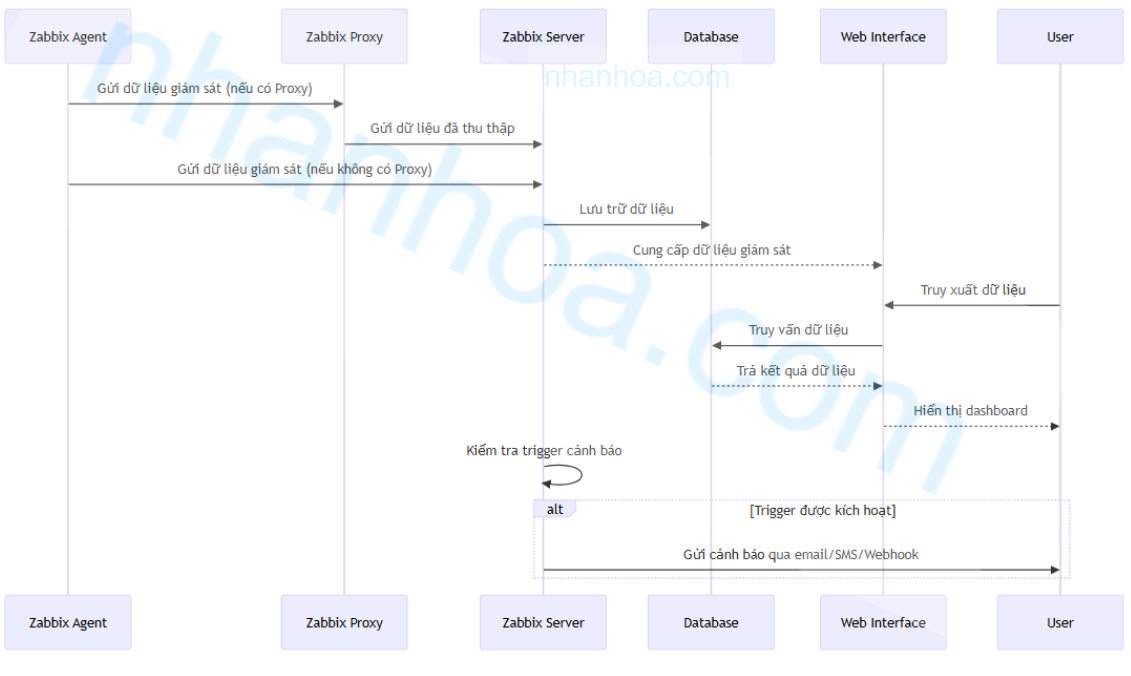 Zabbix Agent
Zabbix Proxy
Zabbix Server
Database
Web Interface
User
nhanhoa.com
nhanhoa.com
Gửi dữ liệu giám sát (nếu có Proxy)
Gửi dữ liệu đã thu thập
Gửi dữ liệu giám sát (nếu không có Proxy)
Lưu trữ dữ liệu
Cung cấp dữ liệu giám sát
Truy xuất dữ liệu
Truy vấn dữ liệu
Trả kết quả dữ liệu
Hiển thị dashboard
Kiểm tra trigger cảnh báo
alt
[Trigger được kích hoạt]
Gửi cảnh báo qua email/SMS/Webhook
Zabbix Agent
Zabbix Proxy
Zabbix Server
Database
Web Interface
User